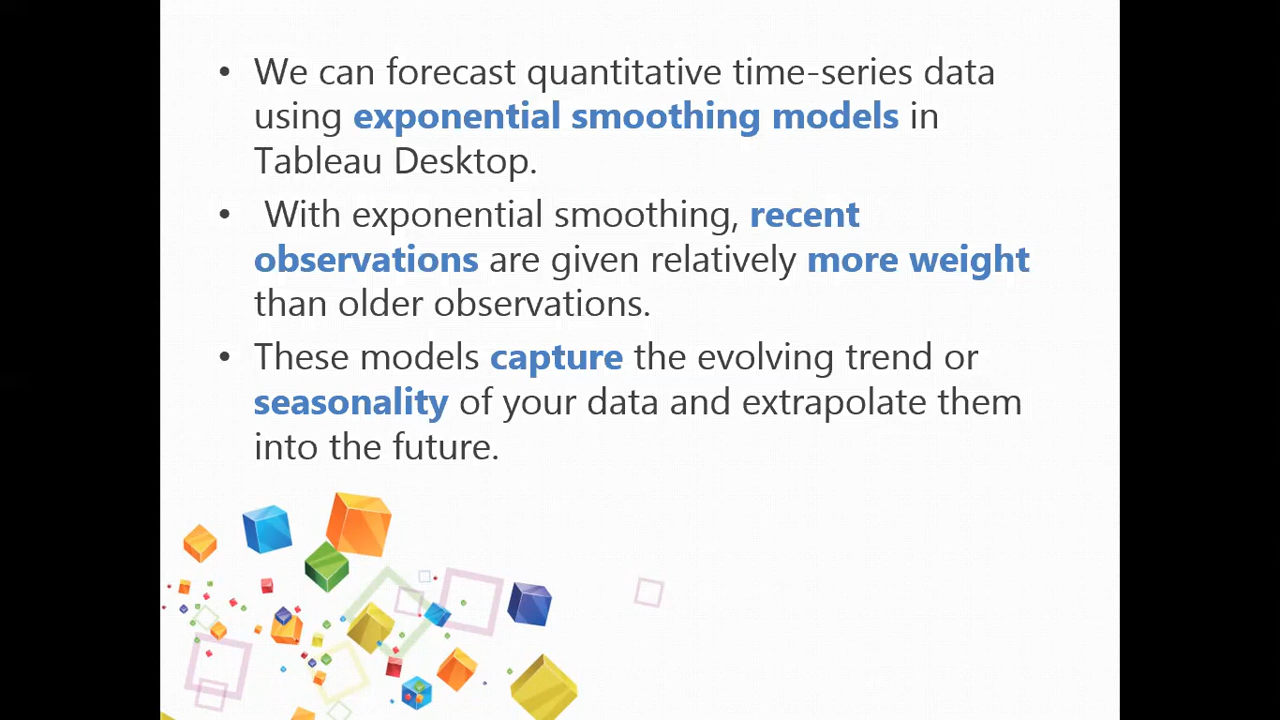 • We can forecast quantitative time-series data
using exponential smoothing models in
Tableau Desktop.
• With exponential smoothing, recent
observations are given relatively more weight
than older observations.
• These models capture the evolving trend or
seasonality of your data and extrapolate them
into the future.